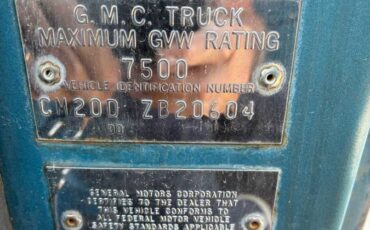 G.M.C. TRUCK
MAXIMUM GVW RATING
7500
VEHICLE IDENTIFICATION NUMBER
ZB20604
GENERAL MOTORS CORPORATION
CERTIFIES TO THE DEALER THAT
THIS VEHICLE CONFORMS TO
ALL FEDERAL MOTOR VEHICLE
SAFETY STANDARDS APPLICABLE